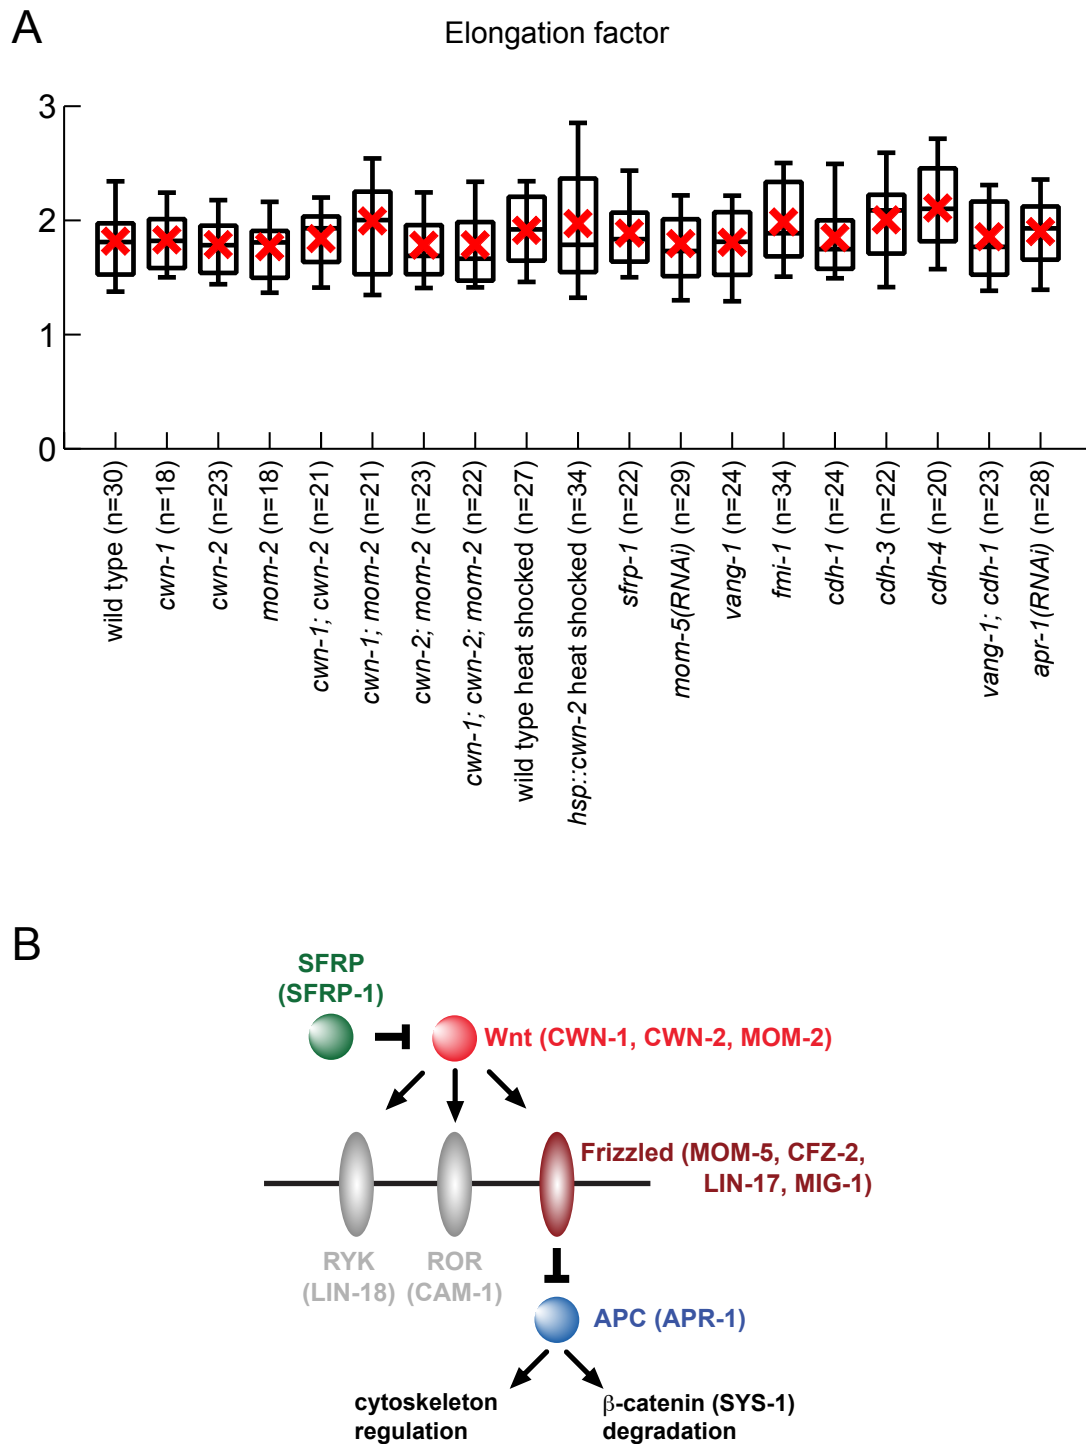 A
Elongation factor
3
2
1
0
wild type (n=30)
cwn-1 (n=18)
cwn-2 (n=23)
mom-2 (n=18)
cwn-1; cwn-2 (n=21)
cwn-1; mom-2 (n=21)
cwn-2; mom-2 (n=23)
cwn-1; cwn-2; mom-2 (n=22)
wild type heat shocked (n=27)
hsp::cwn-2 heat shocked (n=34)
sfrp-1 (n=22)
mom-5(RNAi) (n=29)
vang-1 (n=24)
fmi-1 (n=34)
cdh-1 (n=24)
cdh-3 (n=22)
cdh-4 (n=20)
vang-1; cdh-1 (n=23)
apr-1(RNAi) (n=28)
B
SFRP
(SFRP-1)
Wnt (CWN-1, CWN-2, MOM-2)
Frizzled (MOM-5, CFZ-2,
LIN-17, MIG-1)
RYK
(LIN-18)
ROR
(CAM-1)
APC (APR-1)
cytoskeleton
regulation
β-catenin (SYS-1)
degradation